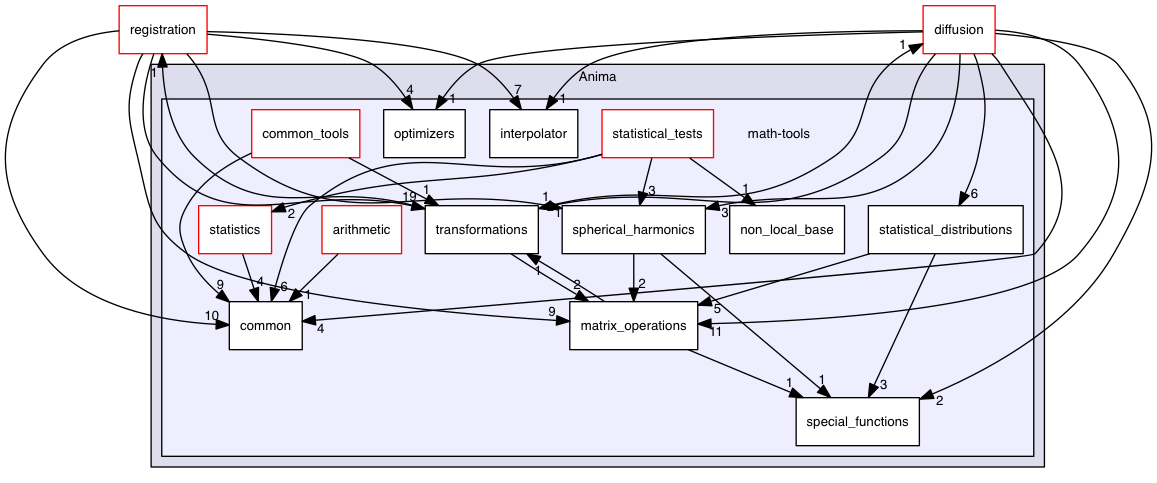 registration
diffusion
1
1
Anima
4
1
7
1
common_tools
optimizers
interpolator
statistical_tests
math-tools
1
19
1
1
3
1
6
2
3
statistics
arithmetic
transformations
spherical_harmonics
non_local_base
statistical_distributions
1
9
4
6
1
2
2
10
4
9
5
11
common
matrix_operations
1
1
3
2
special_functions